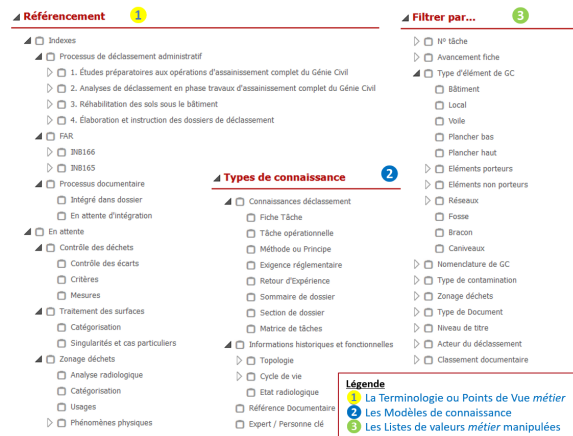 Référencement
1
Indexes
Processus de déclassement administratif
1. Études préparatoires aux opérations d'assainissement complet du Génie Civil
2. Analyses de déclassement en phase travaux d'assainissement complet du Génie Civil
3. Réhabilitation des sols sous le bâtiment
4. Élaboration et instruction des dossiers de déclassement
FAR
INB166
INB165
Processus documentaire
Intégré dans dossier
En attente d'intégration
En attente
Contrôle des déchets
Contrôle des écarts
Critères
Mesures
Traitement des surfaces
Catégorisation
Singularités et cas particuliers
Zonage déchets
Analyse radiologique
Catégorisation
Usages
Phénomènes physiques
Types de connaissance
2
Connaissances déclassement
Fiche Tâche
Tâche opérationnelle
Méthode ou Principe
Exigence réglementaire
Retour d'Expérience
Sommaire de dossier
Section de dossier
Matrice de tâches
Informations historiques et fonctionnelles
Topologie
Cycle de vie
Etat radiologique
Référence Documentaire
Expert / Personne clé
Filtrer par...
3
N° tâche
Avancement fiche
Type d'élément de GC
Bâtiment
Local
Voile
Plancher bas
Plancher haut
Eléments porteurs
Eléments non porteurs
Réseaux
Fosse
Bracon
Caniveaux
Nomenclature de GC
Type de contamination
Zonage déchets
Type de Document
Niveau de titre
Acteur du déclassement
Classement documentaire
Légende
1 La Terminologie ou Points de Vue métier
2 Les Modèles de connaissance
3 Les Listes de valeurs métier manipulées